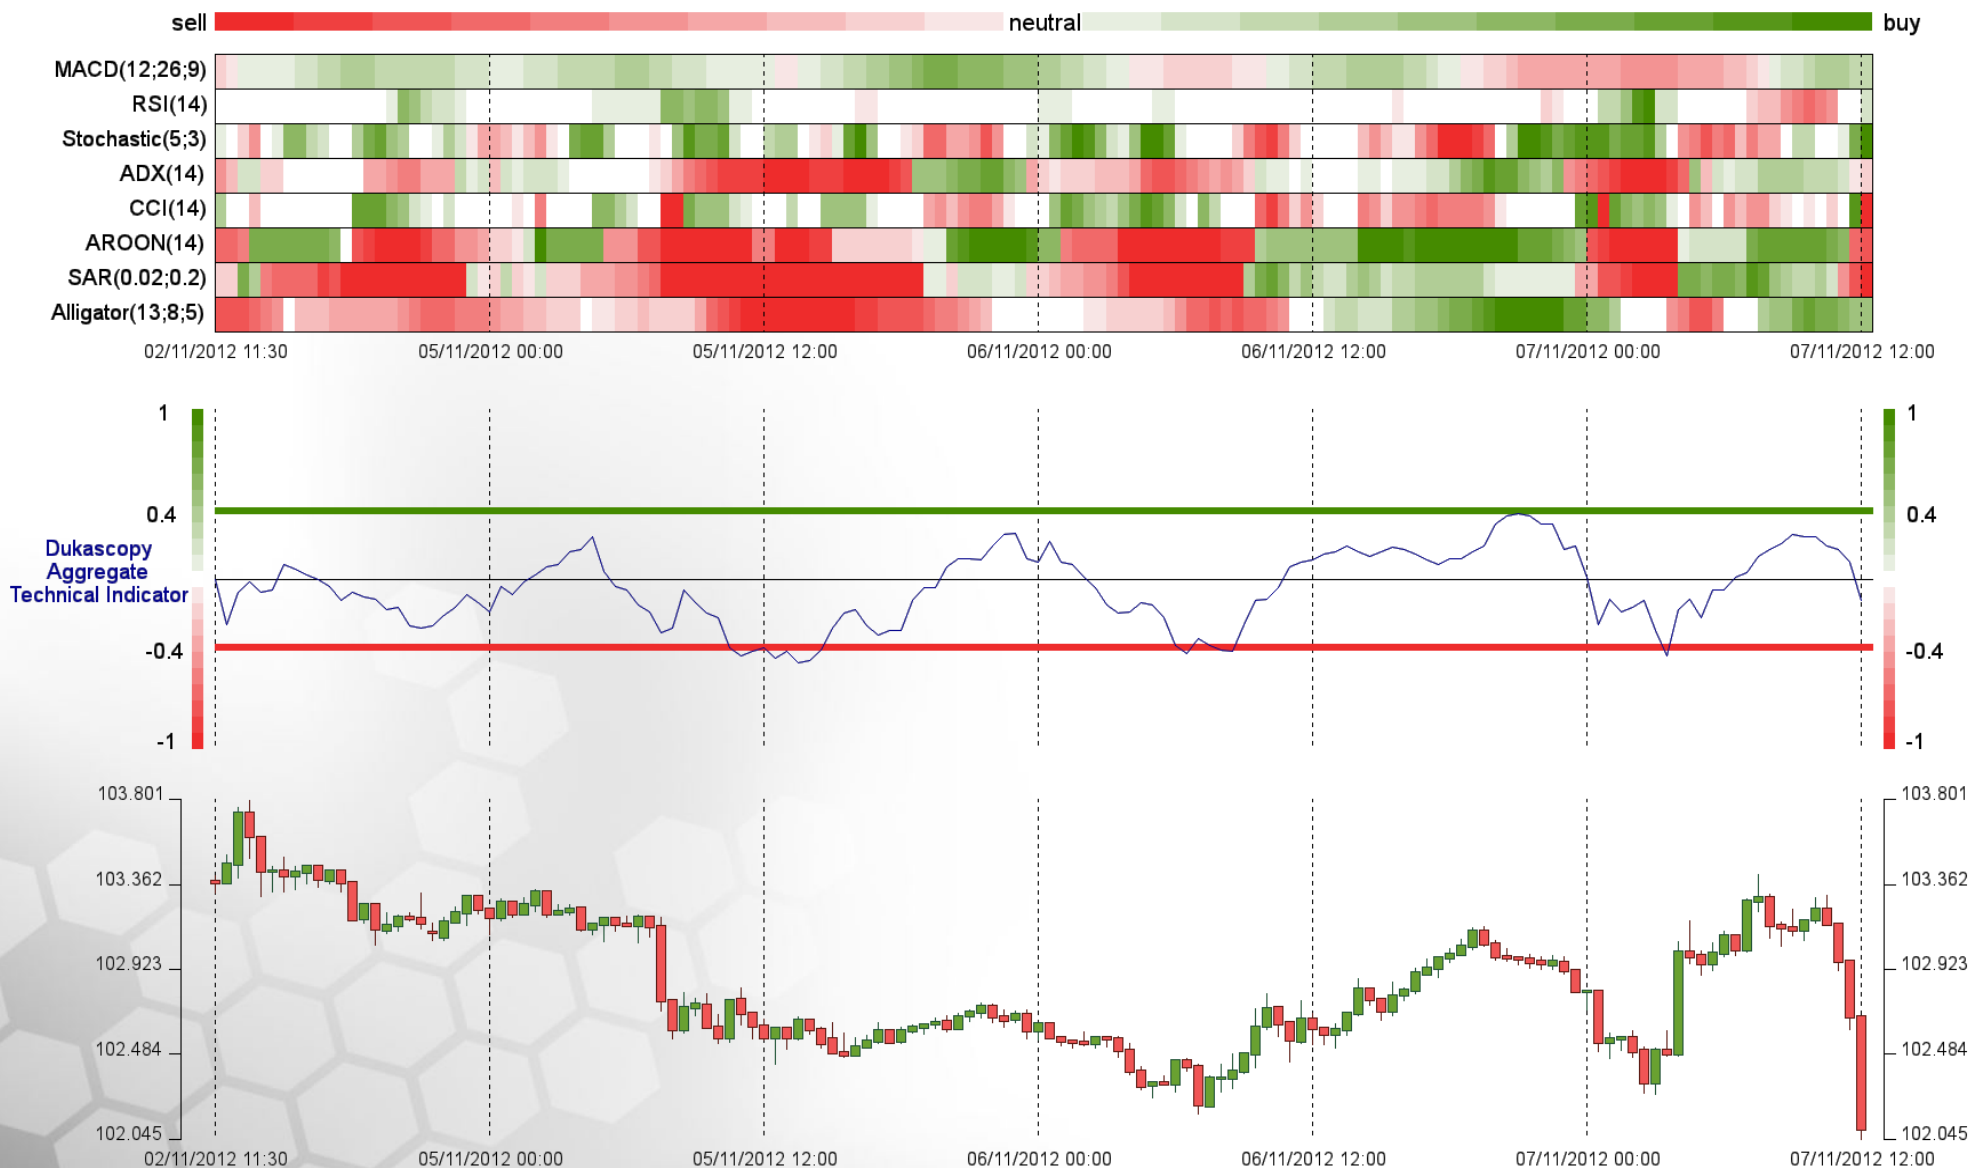 sell neutral buy
MACD(12;26;9)
RSI(14)
Stochastic(5;3)
ADX(14)
CCI(14)
AROON(14)
SAR(0.02;0.2)
Alligator(13;8;5)
02/11/2012 11:30 05/11/2012 00:00 05/11/2012 12:00 06/11/2012 00:00 06/11/2012 12:00 07/11/2012 00:00 07/11/2012 12:00
1 1
0.4 0.4
Dukascopy
Aggregate
Technical Indicator
-0.4 -0.4
-1 -1
103.801 103.801
103.362 103.362
102.923 102.923
102.484 102.484
102.045 102.045
02/11/2012 11:30 05/11/2012 00:00 05/11/2012 12:00 06/11/2012 00:00 06/11/2012 12:00 07/11/2012 00:00 07/11/2012 12:00